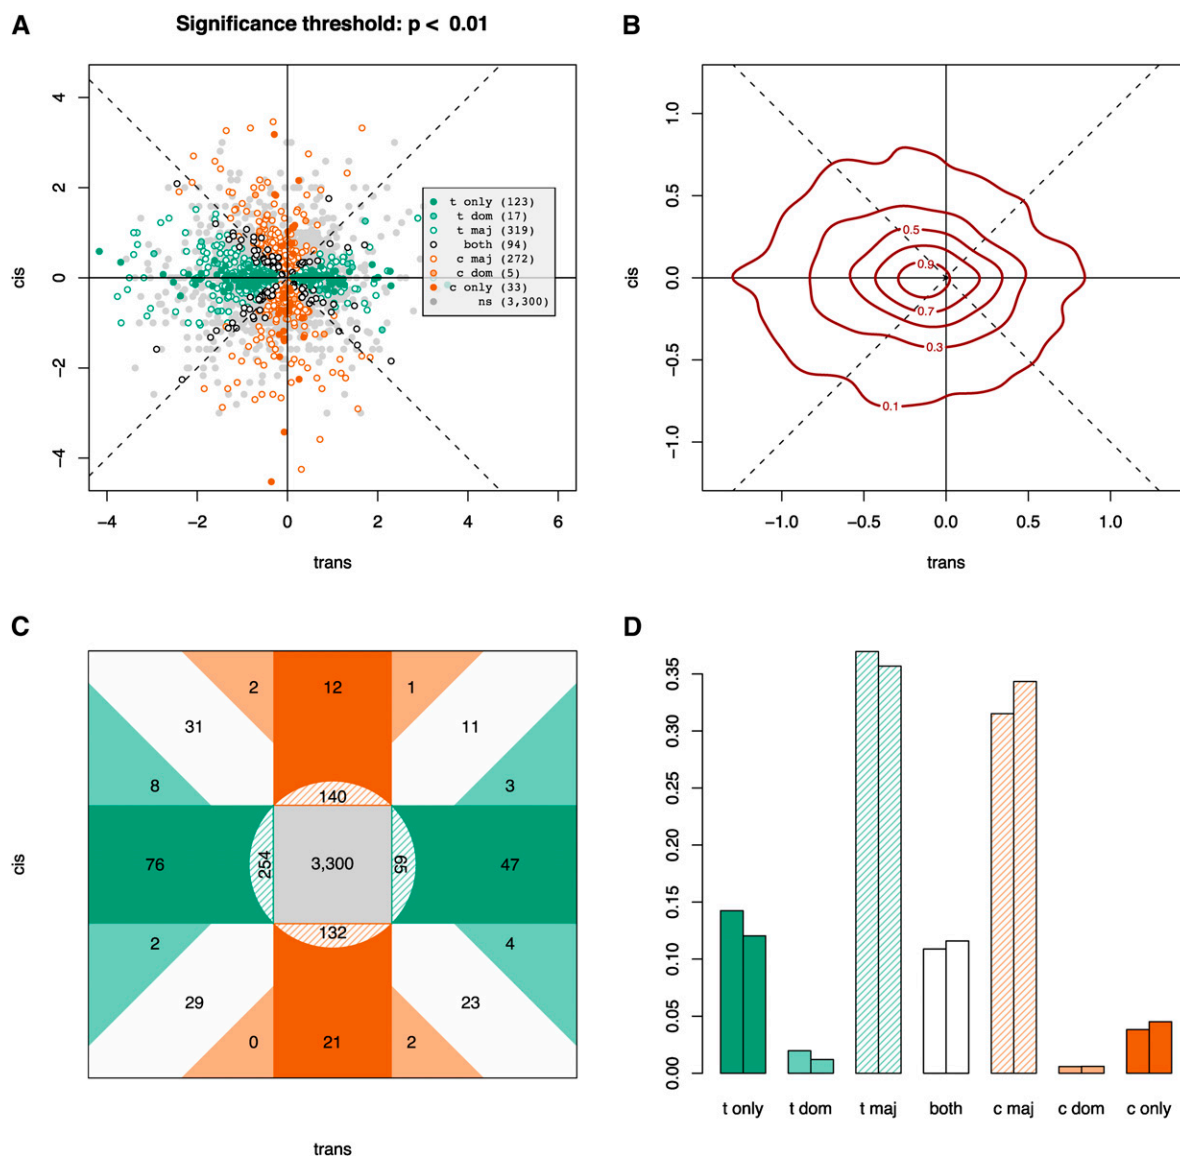 A
Significance threshold: p < 0.01
4
2
0
−2
−4
cis
t only (123)
t dom (17)
t maj (319)
both (94)
c maj (272)
c dom (5)
c only (33)
ns (3,300)
−4
−2
0
2
4
6
trans
B
1.0
0.5
0.0
−0.5
−1.0
cis
0.5
0.9
0.7
0.3
0.1
−1.0
−0.5
0.0
0.5
1.0
trans
C
2
12
1
31
11
8
3
140
76
254
3,300
65
47
132
2
4
29
23
0
21
2
cis
trans
D
0.35
0.30
0.25
0.20
0.15
0.10
0.05
0.00
t only
t dom
t maj
both
c maj
c dom
c only